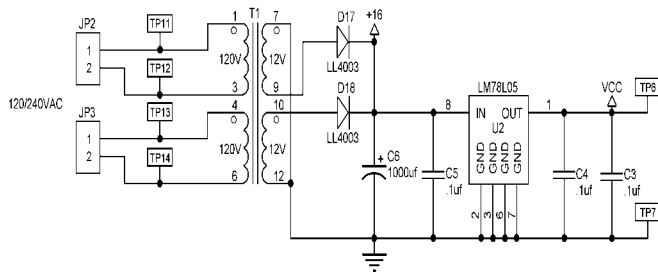 120/240VAC
JP2
1
2
JP3
1
2
TP11
TP12
TP13
TP14
T1
1
7
120V
12V
3
9
4
10
120V
12V
6
12
D17
LL4003
D18
LL4003
+16
+
C6
1000uf
C5
.1uf
LM78L05
8
IN
OUT
1
U2
GND
GND
GND
GND
2
3
6
7
C4
.1uf
VCC
C3
.1uf
TP6
TP7